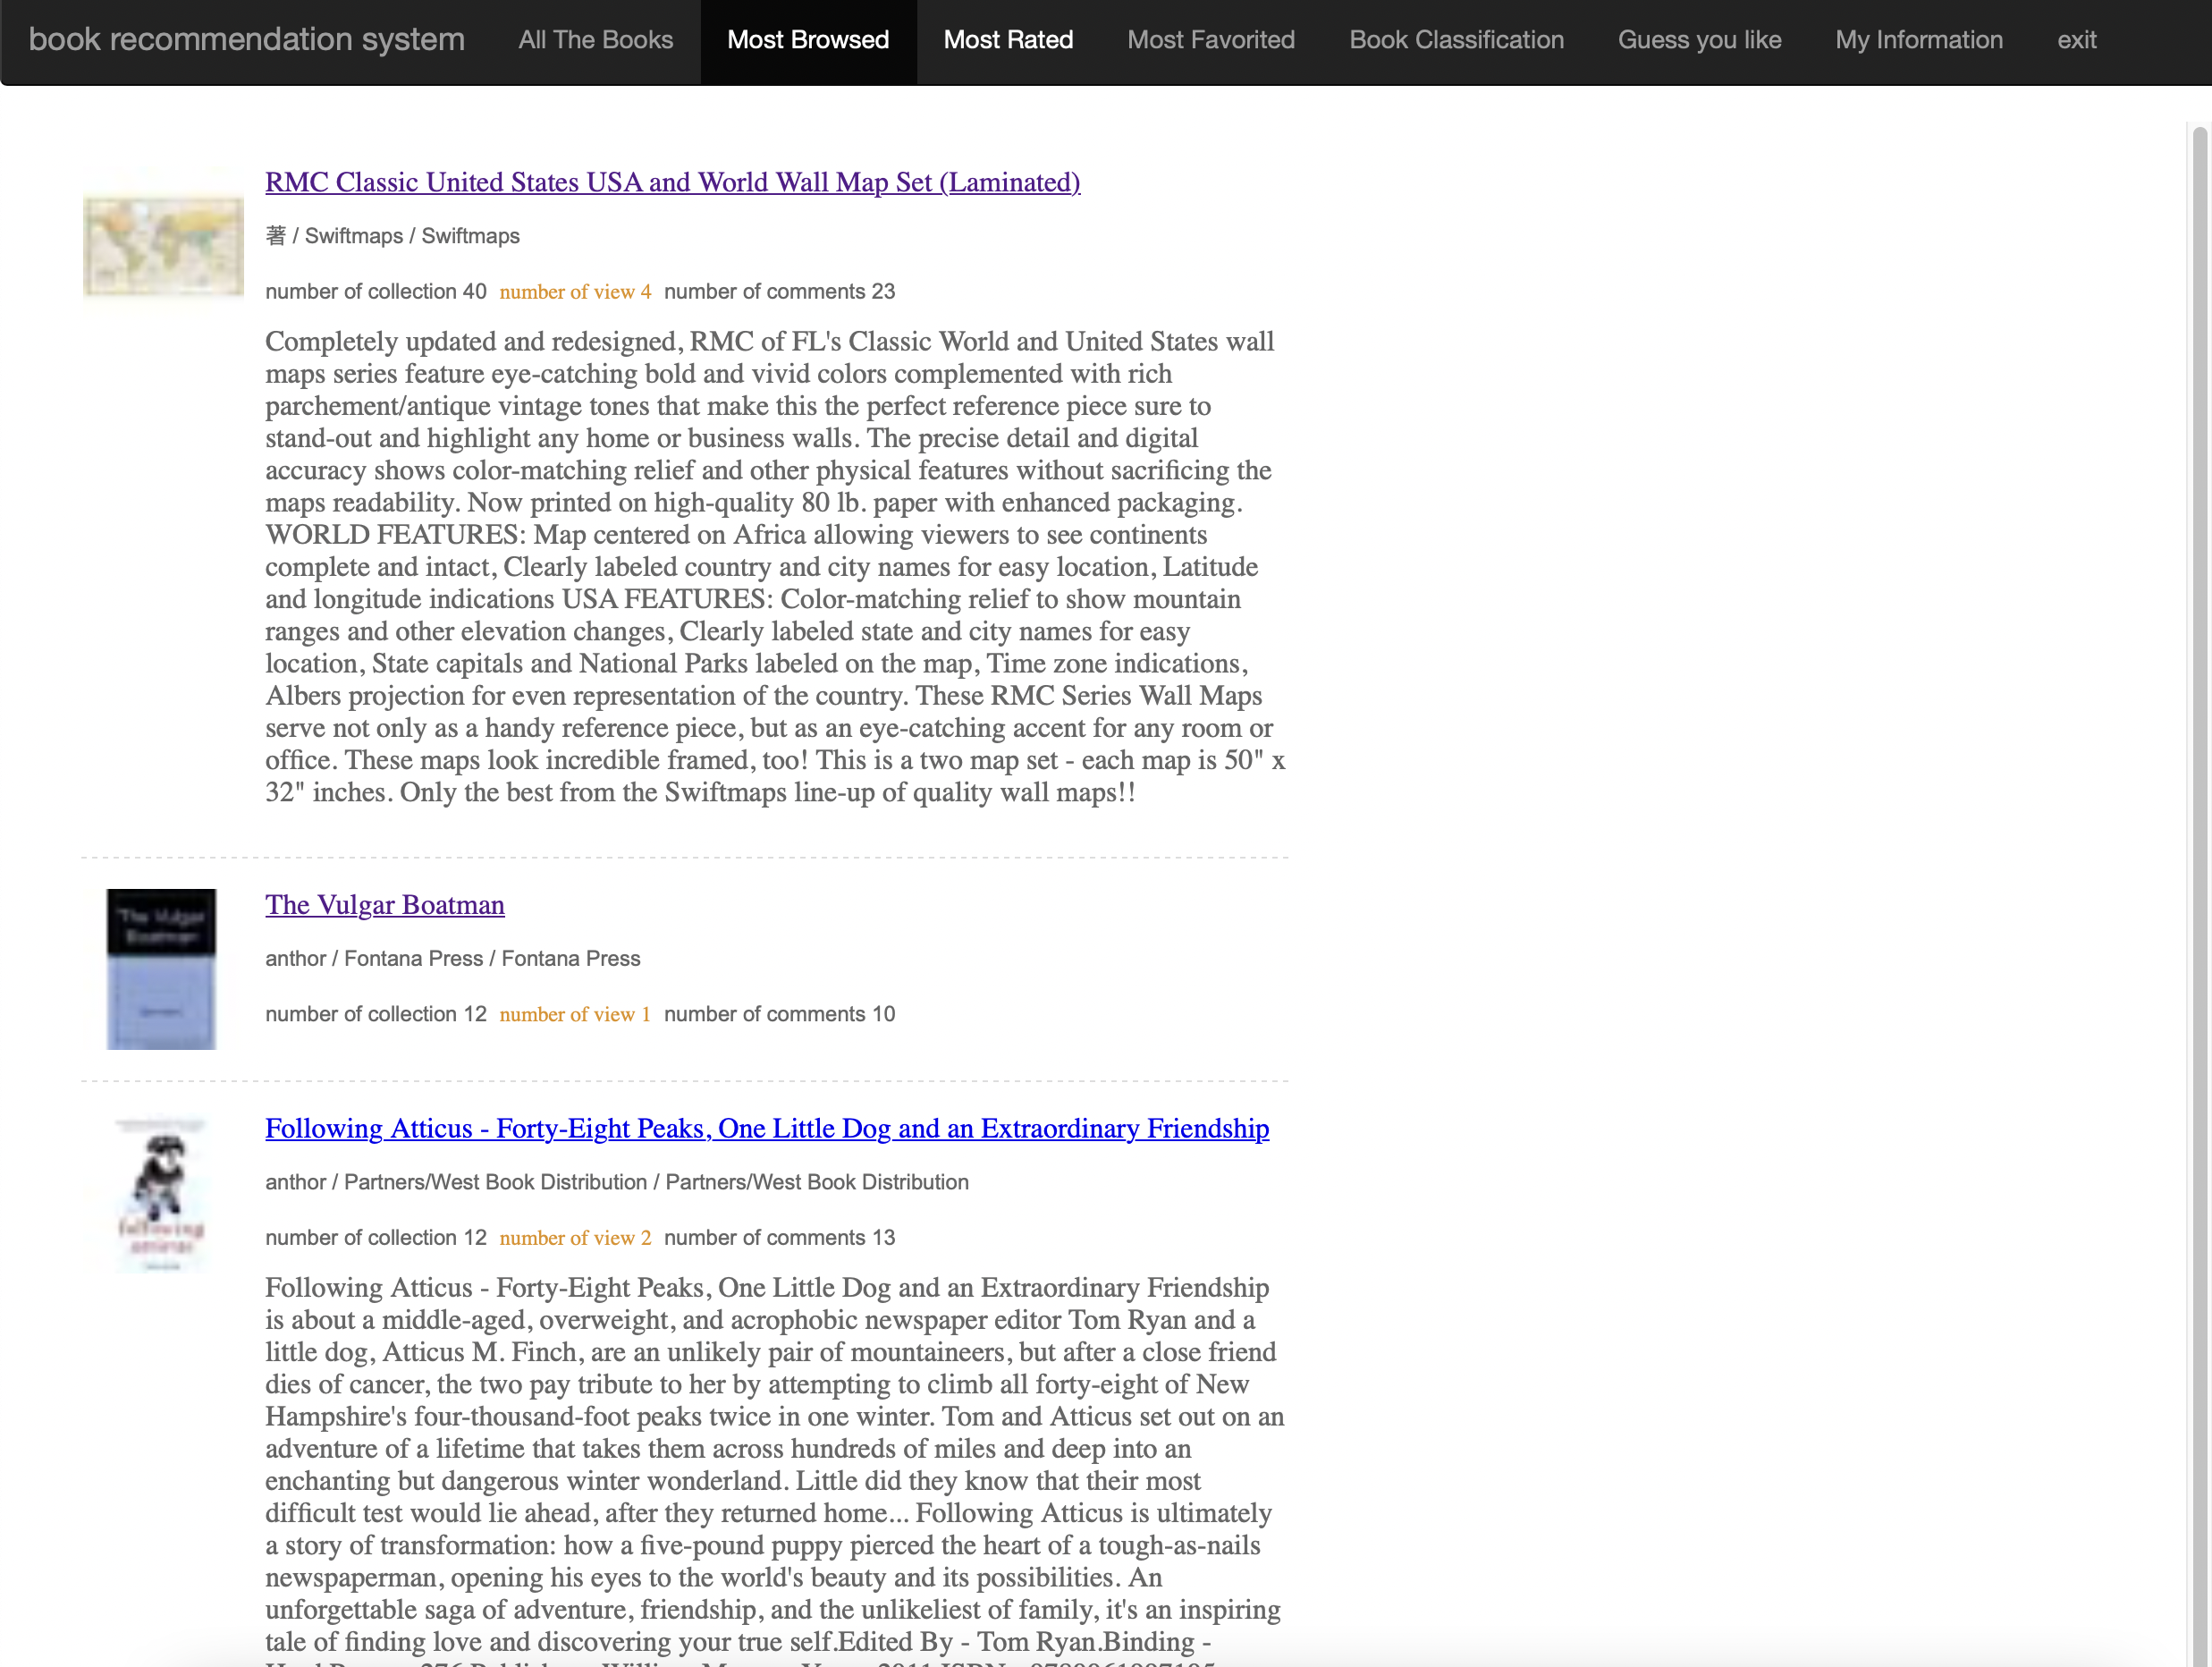 book recommendation system All The Books Most Browsed Most Rated Most Favorited Book Classification Guess you like My Information exit
RMC Classic United States USA and World Wall Map Set (Laminated)
著 / Swiftmaps / Swiftmaps
number of collection 40 number of view 4 number of comments 23
Completely updated and redesigned, RMC of FL's Classic World and United States wall
maps series feature eye-catching bold and vivid colors complemented with rich
parchement/antique vintage tones that make this the perfect reference piece sure to
stand-out and highlight any home or business walls. The precise detail and digital
accuracy shows color-matching relief and other physical features without sacrificing the
maps readability. Now printed on high-quality 80 lb. paper with enhanced packaging.
WORLD FEATURES: Map centered on Africa allowing viewers to see continents
complete and intact, Clearly labeled country and city names for easy location, Latitude
and longitude indications USA FEATURES: Color-matching relief to show mountain
ranges and other elevation changes, Clearly labeled state and city names for easy
location, State capitals and National Parks labeled on the map, Time zone indications,
Albers projection for even representation of the country. These RMC Series Wall Maps
serve not only as a handy reference piece, but as an eye-catching accent for any room or
office. These maps look incredible framed, too! This is a two map set - each map is 50" x
32" inches. Only the best from the Swiftmaps line-up of quality wall maps!!
The Vulgar
Boatman
The Vulgar Boatman
anthor / Fontana Press / Fontana Press
number of collection 12 number of view 1 number of comments 10
following
atticus
Following Atticus - Forty-Eight Peaks, One Little Dog and an Extraordinary Friendship
anthor / Partners/West Book Distribution / Partners/West Book Distribution
number of collection 12 number of view 2 number of comments 13
Following Atticus - Forty-Eight Peaks, One Little Dog and an Extraordinary Friendship
is about a middle-aged, overweight, and acrophobic newspaper editor Tom Ryan and a
little dog, Atticus M. Finch, are an unlikely pair of mountaineers, but after a close friend
dies of cancer, the two pay tribute to her by attempting to climb all forty-eight of New
Hampshire's four-thousand-foot peaks twice in one winter. Tom and Atticus set out on an
adventure of a lifetime that takes them across hundreds of miles and deep into an
enchanting but dangerous winter wonderland. Little did they know that their most
difficult test would lie ahead, after they returned home... Following Atticus is ultimately
a story of transformation: how a five-pound puppy pierced the heart of a tough-as-nails
newspaperman, opening his eyes to the world's beauty and its possibilities. An
unforgettable saga of adventure, friendship, and the unlikeliest of family, it's an inspiring
tale of finding love and discovering your true self.Edited By - Tom Ryan.Binding -